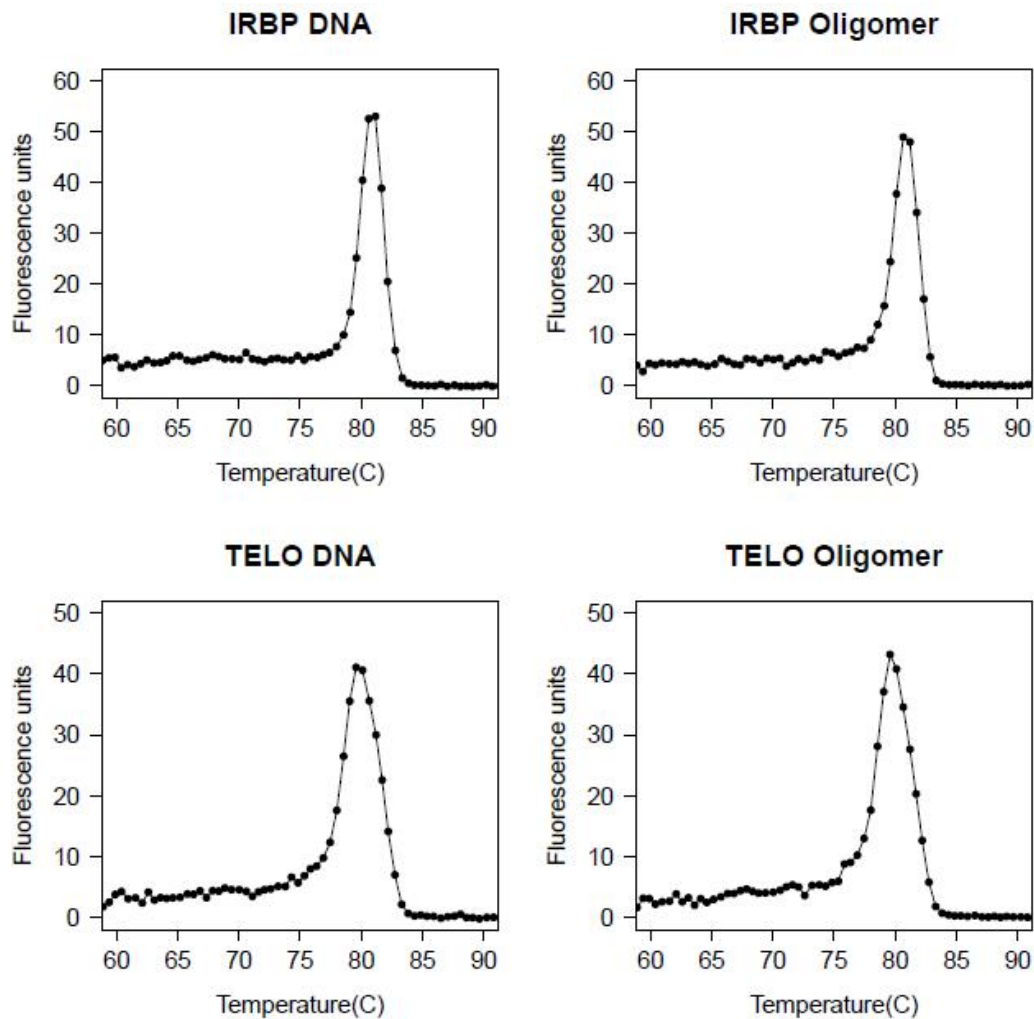 IRBP DNA
IRBP Oligomer
60
50
40
30
20
10
0
Fluorescence units
60 65 70 75 80 85 90
Temperature(C)
60
50
40
30
20
10
0
Fluorescence units
60 65 70 75 80 85 90
Temperature(C)
TELO DNA
TELO Oligomer
50
40
30
20
10
0
Fluorescence units
60 65 70 75 80 85 90
Temperature(C)
50
40
30
20
10
0
Fluorescence units
60 65 70 75 80 85 90
Temperature(C)